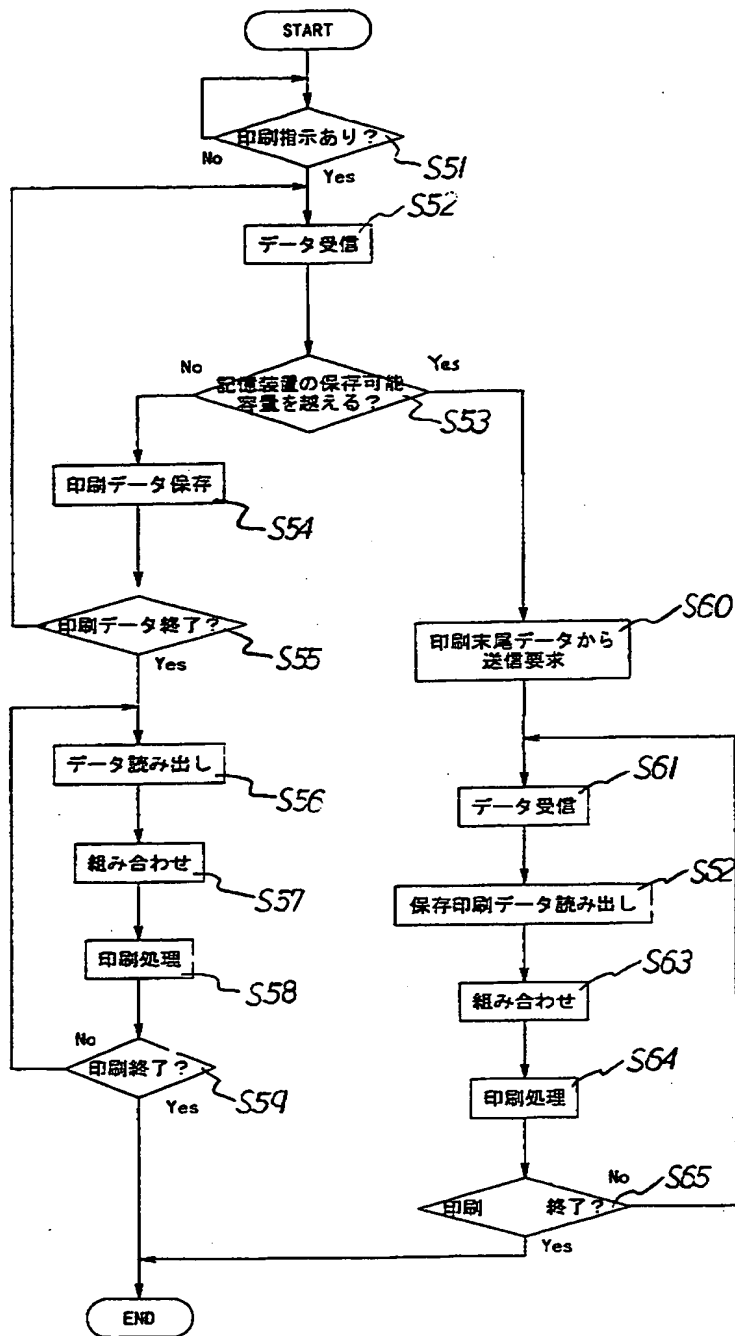 START
印刷指示あり?
S51
No
Yes
S52
データ受信
No
Yes
記憶装置の保存可能
容量を越える?
S53
印刷データ保存
S54
印刷データ終了?
S55
Yes
S60
印刷末尾データから
送信要求
データ読み出し
S56
S61
データ受信
組み合わせ
S57
S52
保存印刷データ読み出し
印刷処理
S58
S63
組み合わせ
No
印刷終了?
S59
Yes
S64
印刷処理
No
S65
印刷 終了?
Yes
END